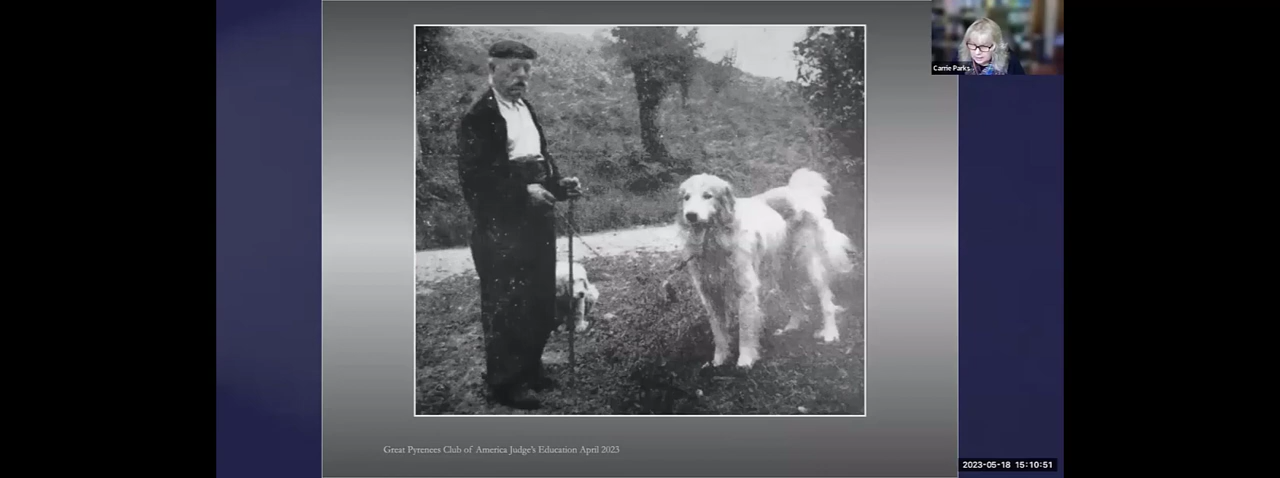 Carrie Parks
Great Pyrenees Club of America Judge's Education April 2023
2023-05-18 15:10:51